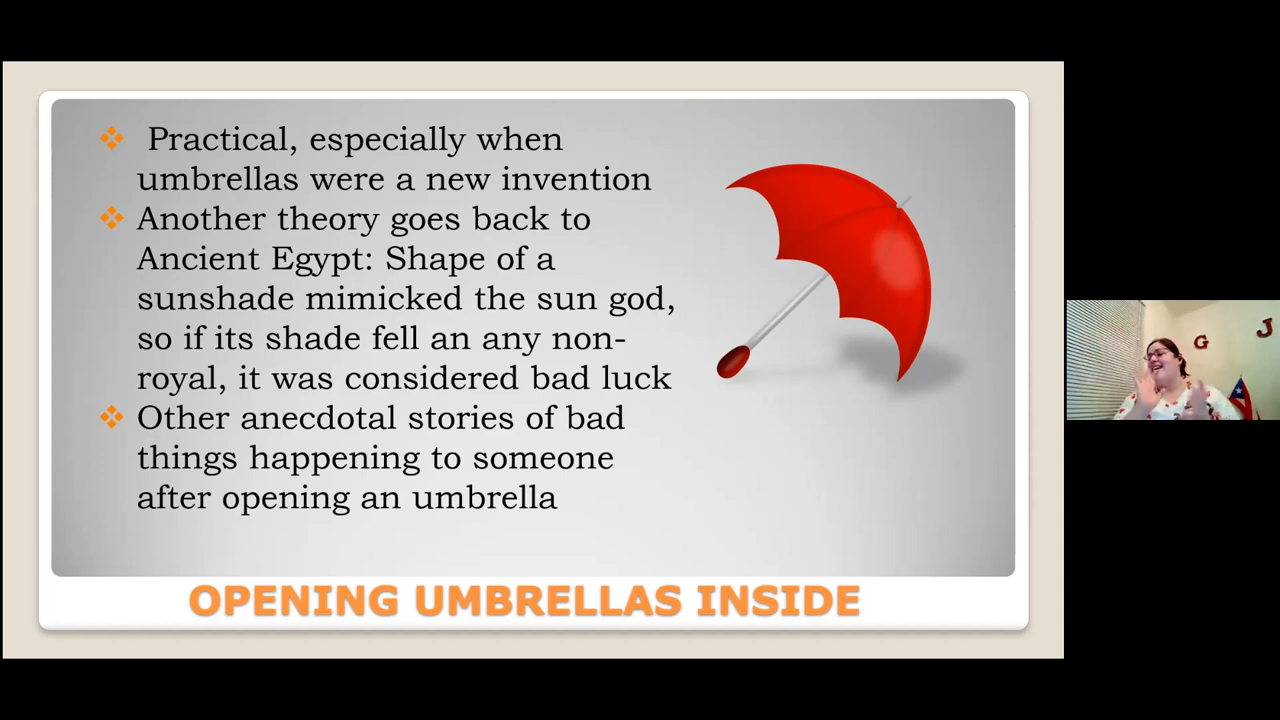 Practical, especially when
umbrellas were a new invention
Another theory goes back to
Ancient Egypt: Shape of a
sunshade mimicked the sun god,
so if its shade fell an any non-
royal, it was considered bad luck
Other anecdotal stories of bad
things happening to someone
after opening an umbrella
OPENING UMBRELLAS INSIDE
G J